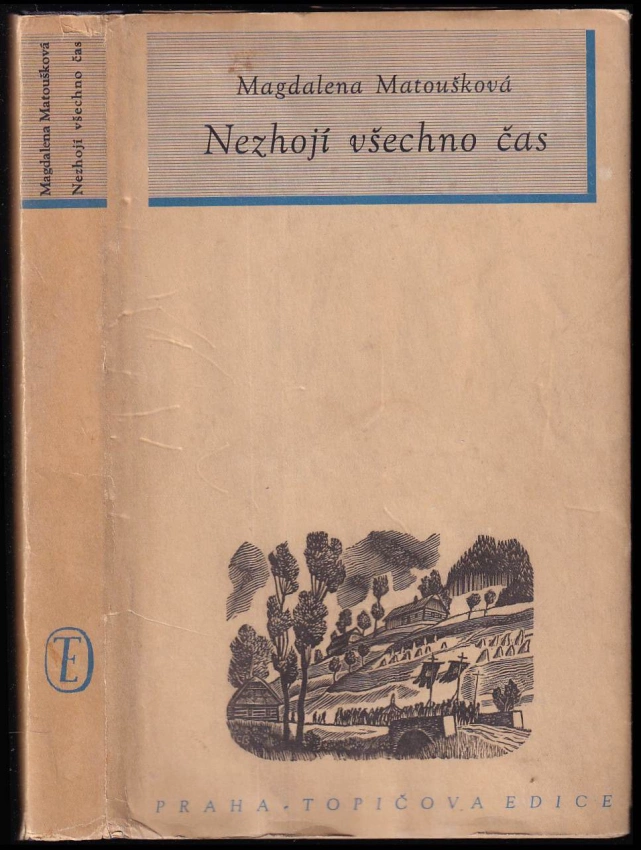 Magdalena Matoušková
Nezhojí všechno čas
Magdalena Matoušková
Nezhojí všechno čas
TE
PRAHA - TOPIČOVA EDICE